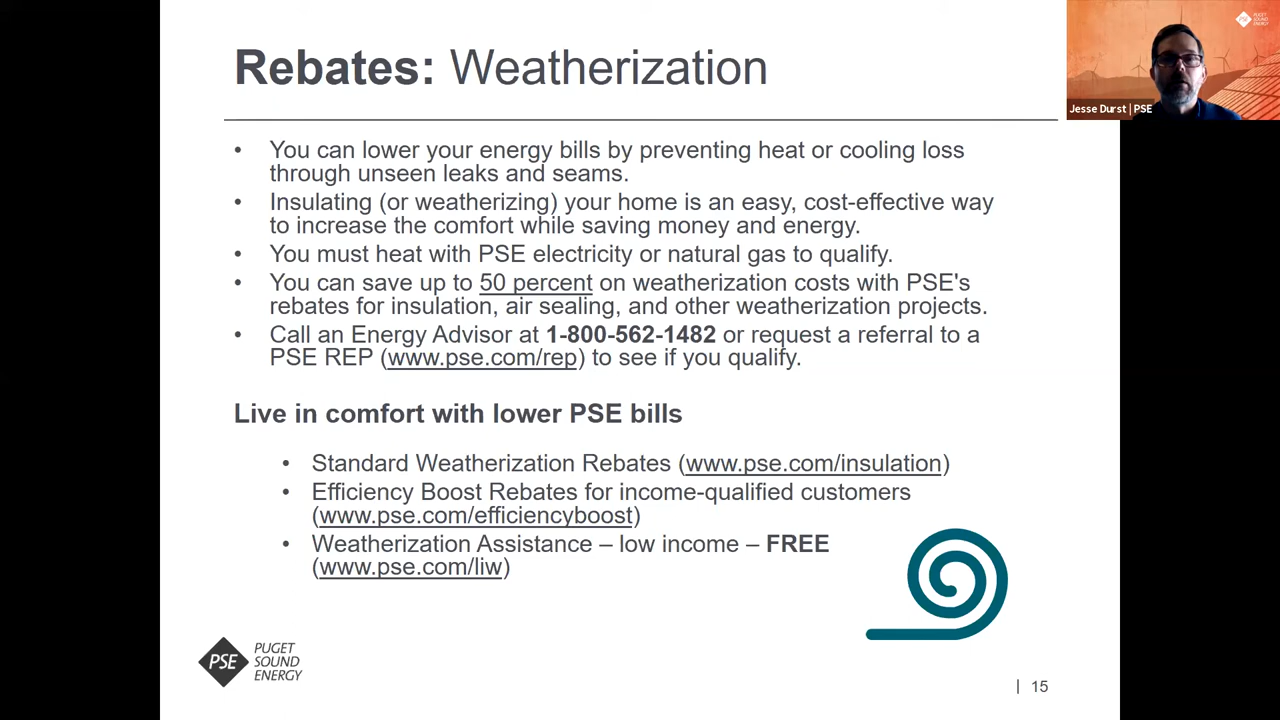 Rebates: Weatherization
• You can lower your energy bills by preventing heat or cooling loss
through unseen leaks and seams.
• Insulating (or weatherizing) your home is an easy, cost-effective way
to increase the comfort while saving money and energy.
• You must heat with PSE electricity or natural gas to qualify.
• You can save up to 50 percent on weatherization costs with PSE's
rebates for insulation, air sealing, and other weatherization projects.
• Call an Energy Advisor at 1-800-562-1482 or request a referral to a
PSE REP (www.pse.com/rep) to see if you qualify.
Live in comfort with lower PSE bills
• Standard Weatherization Rebates (www.pse.com/insulation)
• Efficiency Boost Rebates for income-qualified customers
(www.pse.com/efficiencyboost)
• Weatherization Assistance – low income – FREE
(www.pse.com/liw)
PSE
PUGET
SOUND
ENERGY
| 15
PSE
PUGET
SOUND
ENERGY
Jesse Durst | PSE